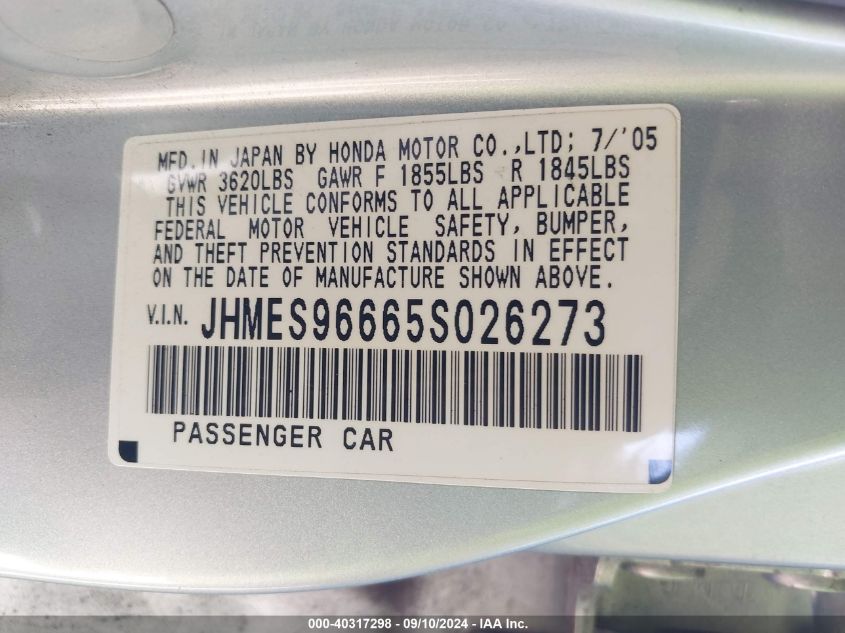 MFD.IN JAPAN BY HONDA MOTOR CO.,LTD; 7/'05
GVWR 3620LBS GAWR F 1855LBS R 1845LBS
THIS VEHICLE CONFORMS TO ALL APPLICABLE
FEDERAL MOTOR VEHICLE SAFETY, BUMPER,
AND THEFT PREVENTION STANDARDS IN EFFECT
ON THE DATE OF MANUFACTURE SHOWN ABOVE.
V.I.N. JHMES96665S026273
PASSENGER CAR
000-40317298 - 09/10/2024 - IAA Inc.